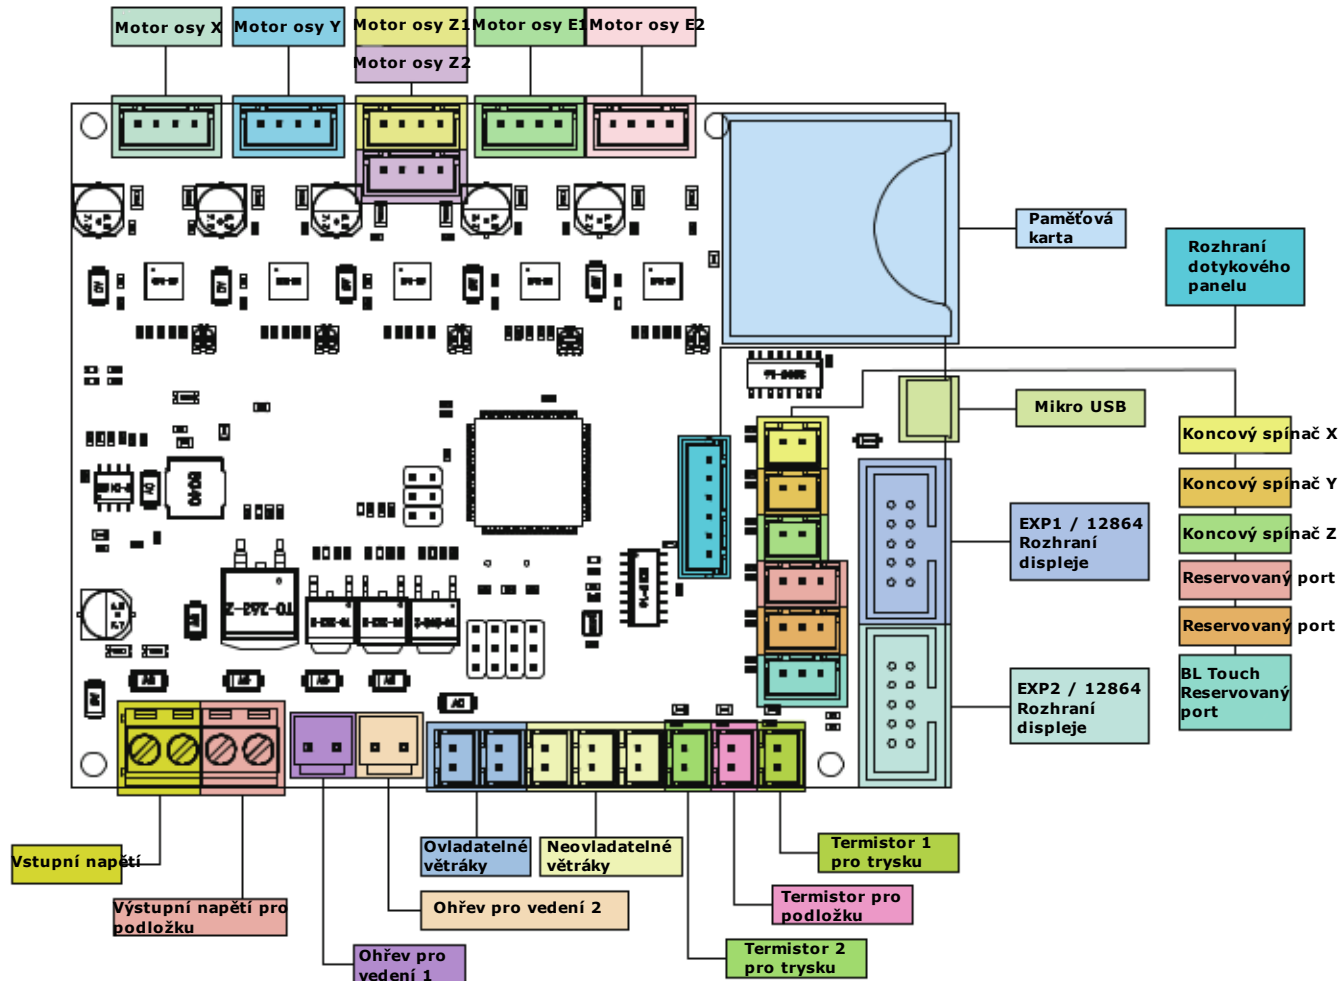 Motor osy X
Motor osy Y
Motor osy Z1
Motor osy E1
Motor osy E2
Motor osy Z2
Paměťová
karta
Rozhraní
dotykového
panelu
Mikro USB
Koncový spínač X
Koncový spínač Y
Koncový spínač Z
Reservovaný port
Reservovaný port
BL Touch
Reservovaný
port
EXP1 / 12864
Rozhraní
displeje
EXP2 / 12864
Rozhraní
displeje
TO-263-2
Vstupní napětí
Výstupní napětí pro
podložku
Ohřev pro
vedení 1
Ohřev pro vedení 2
Ovladatelné
větráky
Neovladatelné
větráky
Termistor 1
pro trysku
Termistor pro
podložku
Termistor 2
pro trysku